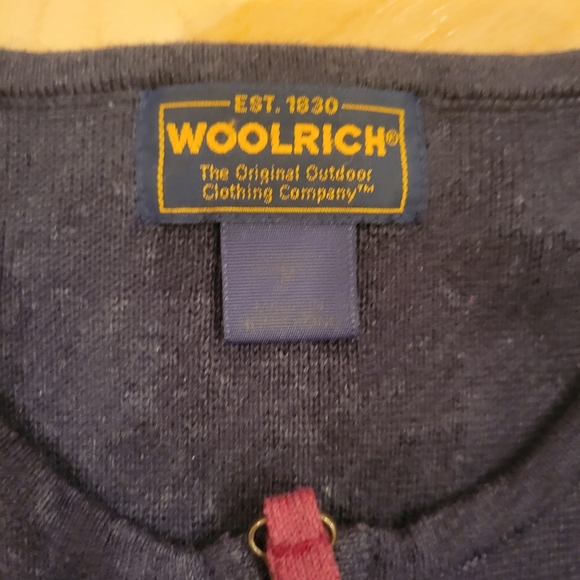 EST. 1830
WOOLRICH®
The Original Outdoor
Clothing Company™